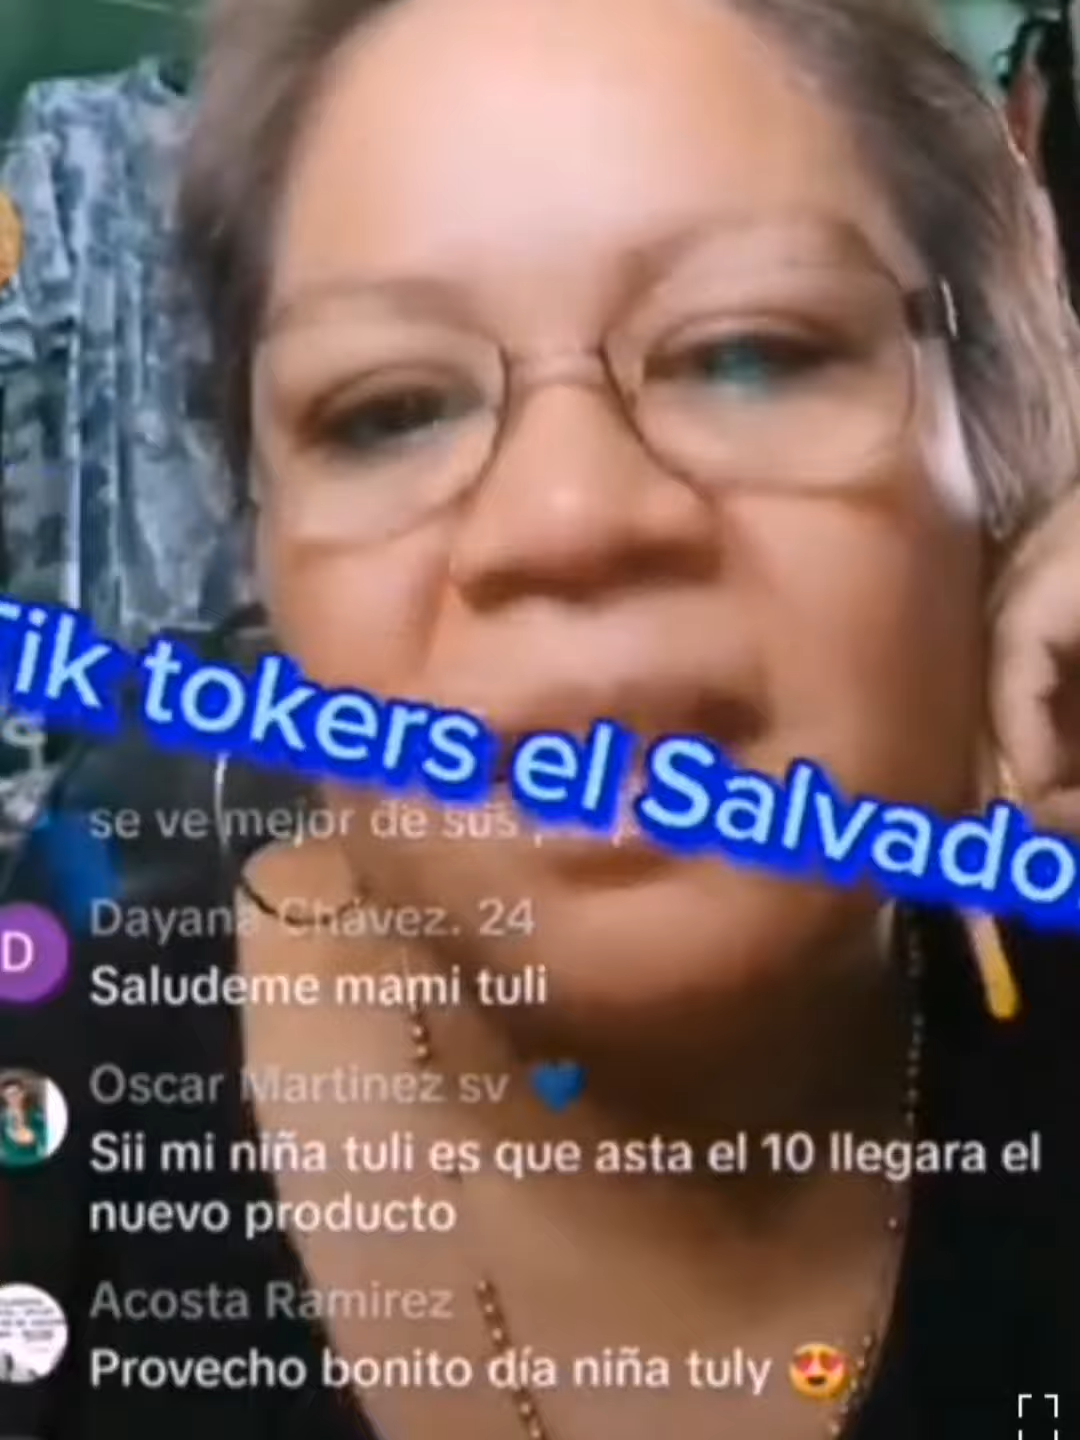 Tik tokers el Salvador
se ve mejor de sus
Dayana Chávez. 24
D
Saludeme mami tuli
Oscar Martinez sv 💙
Sii mi niña tuli es que asta el 10 llegara el
nuevo producto
Acosta Ramirez
Provecho bonito día niña tuly 😍